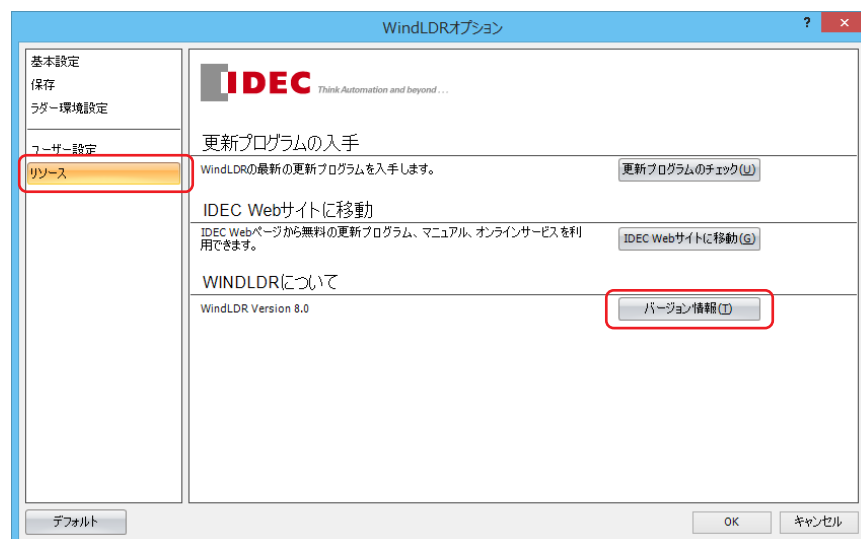 WindLDRオプション
?
×
基本設定
保存
ラダー環境設定
ユーザー設定
リソース
IDEC Think Automation and beyond...
更新プログラムの入手
WindLDRの最新の更新プログラムを入手します。
更新プログラムのチェック(U)
IDEC Webサイトに移動
IDEC Webページから無料の更新プログラム、マニュアル、オンラインサービスを利
用できます。
IDEC Webサイトに移動(G)
WINDLDRについて
WindLDR Version 8.0
バージョン情報(T)
デフォルト
OK
キャンセル